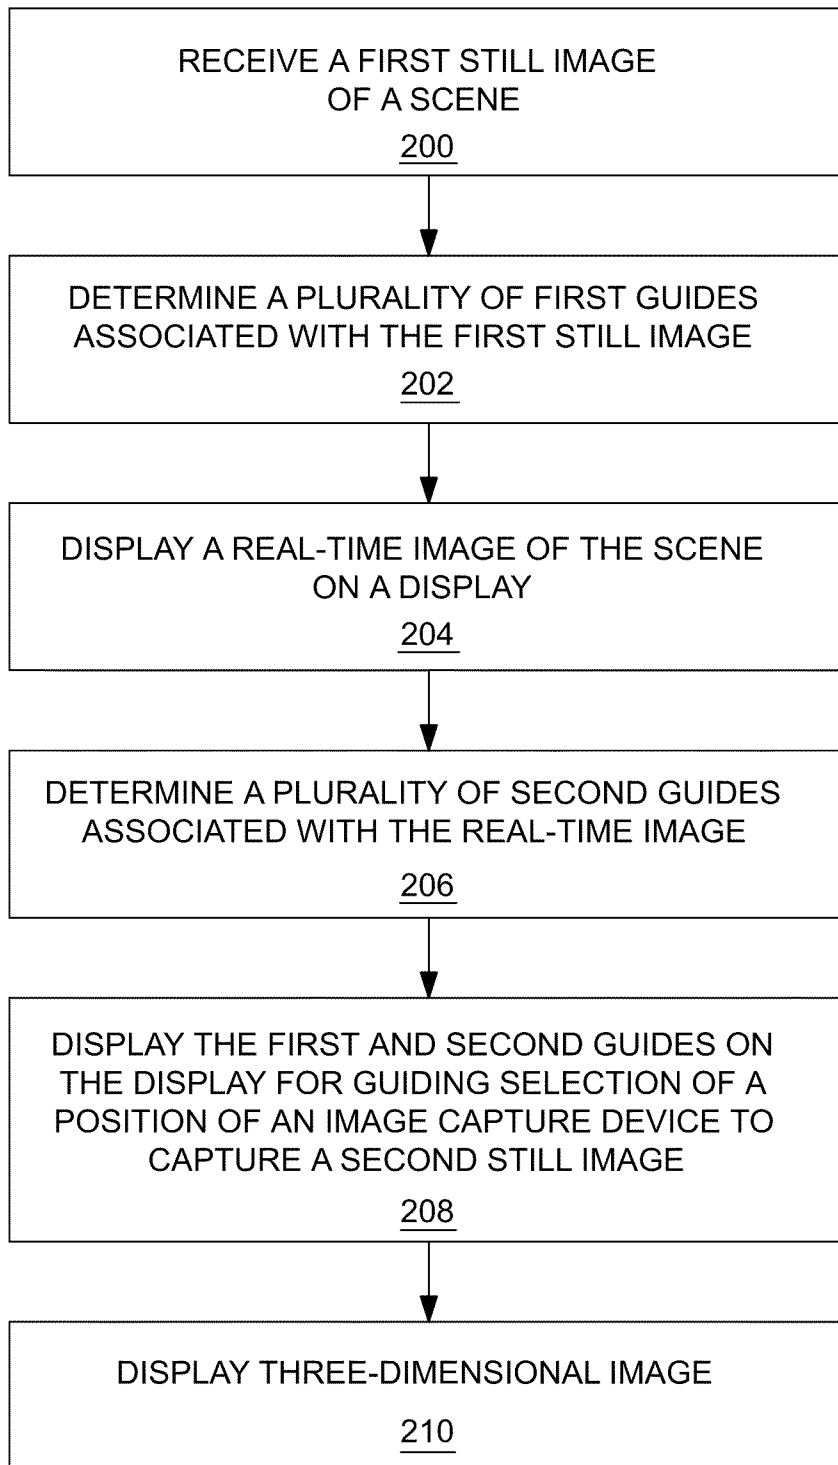 RECEIVE A FIRST STILL IMAGE
OF A SCENE
200
DETERMINE A PLURALITY OF FIRST GUIDES
ASSOCIATED WITH THE FIRST STILL IMAGE
202
DISPLAY A REAL-TIME IMAGE OF THE SCENE
ON A DISPLAY
204
DETERMINE A PLURALITY OF SECOND GUIDES
ASSOCIATED WITH THE REAL-TIME IMAGE
206
DISPLAY THE FIRST AND SECOND GUIDES ON
THE DISPLAY FOR GUIDING SELECTION OF A
POSITION OF AN IMAGE CAPTURE DEVICE TO
CAPTURE A SECOND STILL IMAGE
208
DISPLAY THREE-DIMENSIONAL IMAGE
210